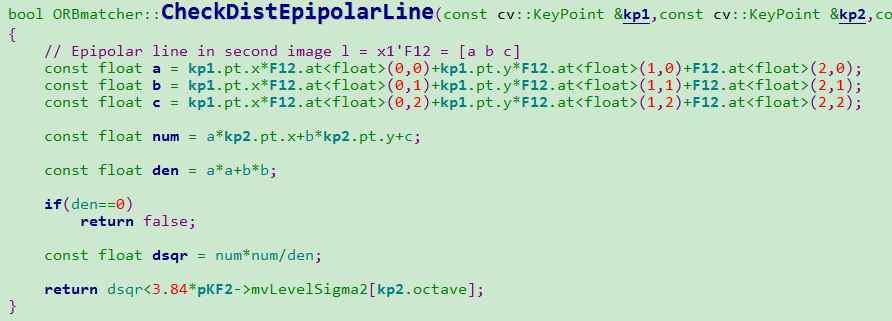 bool ORBmatcher::CheckDistEpipolarLine(const cv::KeyPoint &kp1,const cv::KeyPoint &kp2,co
{
    // Epipolar line in second image l = x1'F12 = [a b c]
    const float a = kp1.pt.x*F12.at<float>(0,0)+kp1.pt.y*F12.at<float>(1,0)+F12.at<float>(2,0);
    const float b = kp1.pt.x*F12.at<float>(0,1)+kp1.pt.y*F12.at<float>(1,1)+F12.at<float>(2,1);
    const float c = kp1.pt.x*F12.at<float>(0,2)+kp1.pt.y*F12.at<float>(1,2)+F12.at<float>(2,2);

    const float num = a*kp2.pt.x+b*kp2.pt.y+c;

    const float den = a*a+b*b;

    if(den==0)
        return false;

    const float dsqr = num*num/den;

    return dsqr<3.84*pKF2->mvLevelSigma2[kp2.octave];
}